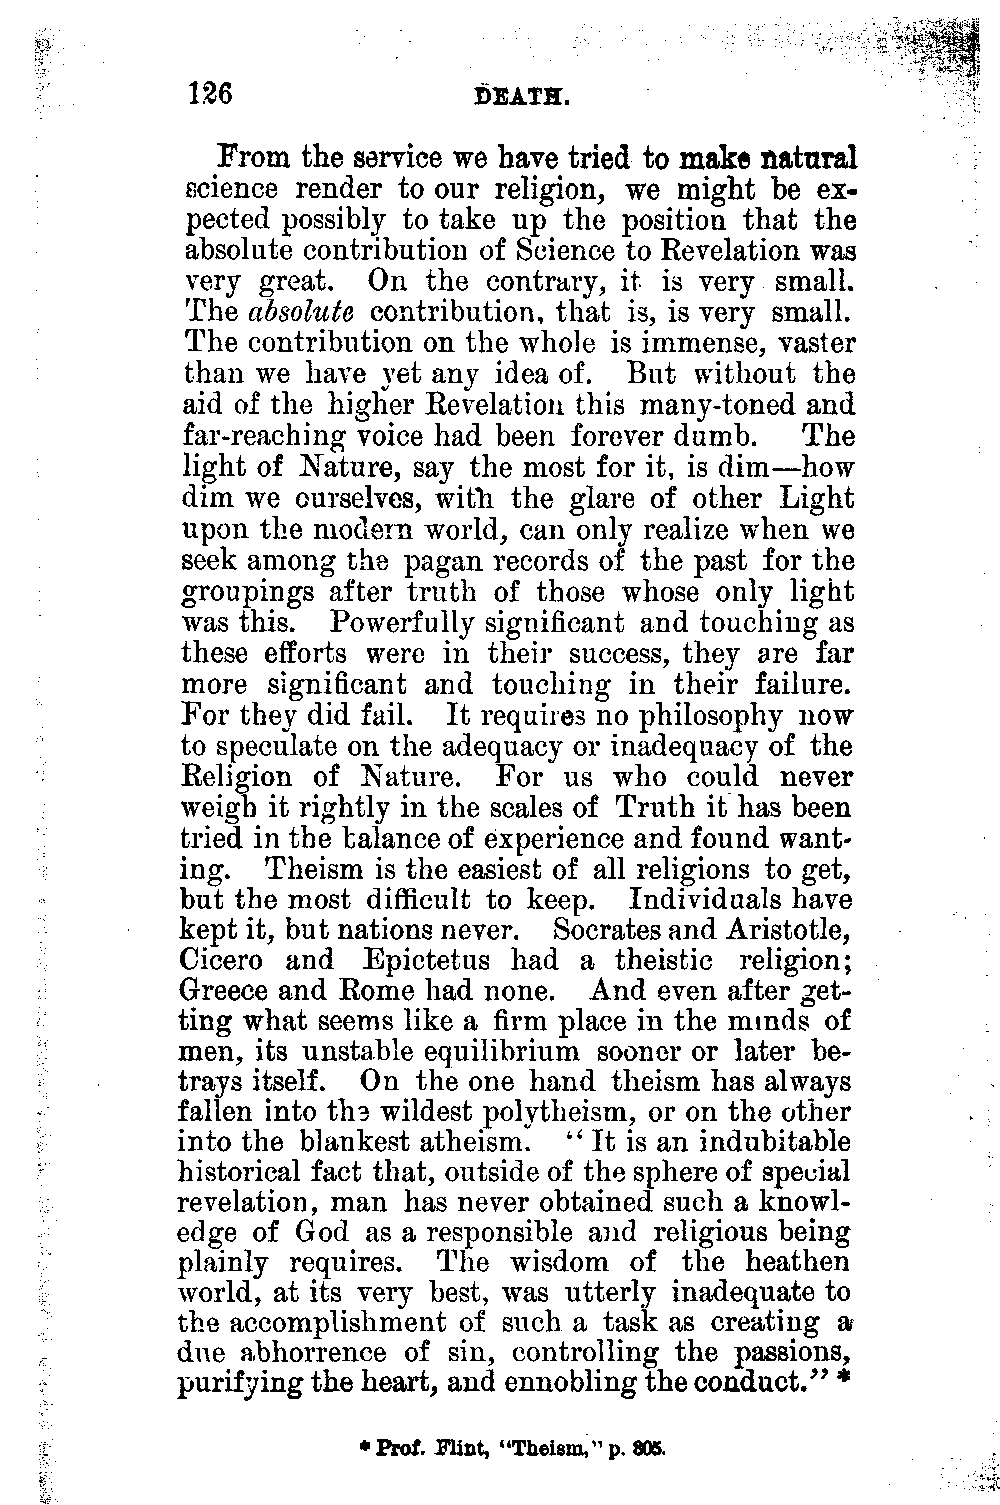 126 DEATH.
From the service we have tried to make natural
science render to our religion, we might be ex-
pected possibly to take up the position that the
absolute contribution of Science to Revelation was
very great. On the contrary, it is very small.
The absolute contribution, that is, is very small.
The contribution on the whole is immense, vaster
than we have yet any idea of. But without the
aid of the higher Revelation this many-toned and
far-reaching voice had been forever dumb. The
light of Nature, say the most for it, is dim—how
dim we ourselves, with the glare of other Light
upon the modern world, can only realize when we
seek among the pagan records of the past for the
groupings after truth of those whose only light
was this. Powerfully significant and touching as
these efforts were in their success, they are far
more significant and touching in their failure.
For they did fail. It requires no philosophy now
to speculate on the adequacy or inadequacy of the
Religion of Nature. For us who could never
weigh it rightly in the scales of Truth it has been
tried in the balance of experience and found want-
ing. Theism is the easiest of all religions to get,
but the most difficult to keep. Individuals have
kept it, but nations never. Socrates and Aristotle,
Cicero and Epictetus had a theistic religion;
Greece and Rome had none. And even after get-
ting what seems like a firm place in the minds of
men, its unstable equilibrium sooner or later be-
trays itself. On the one hand theism has always
fallen into the wildest polytheism, or on the other
into the blankest atheism. “It is an indubitable
historical fact that, outside of the sphere of special
revelation, man has never obtained such a knowl-
edge of God as a responsible and religious being
plainly requires. The wisdom of the heathen
world, at its very best, was utterly inadequate to
the accomplishment of such a task as creating a
due abhorrence of sin, controlling the passions,
purifying the heart, and ennobling the conduct.” *
* Prof. Flint, “Theism,” p. 305.